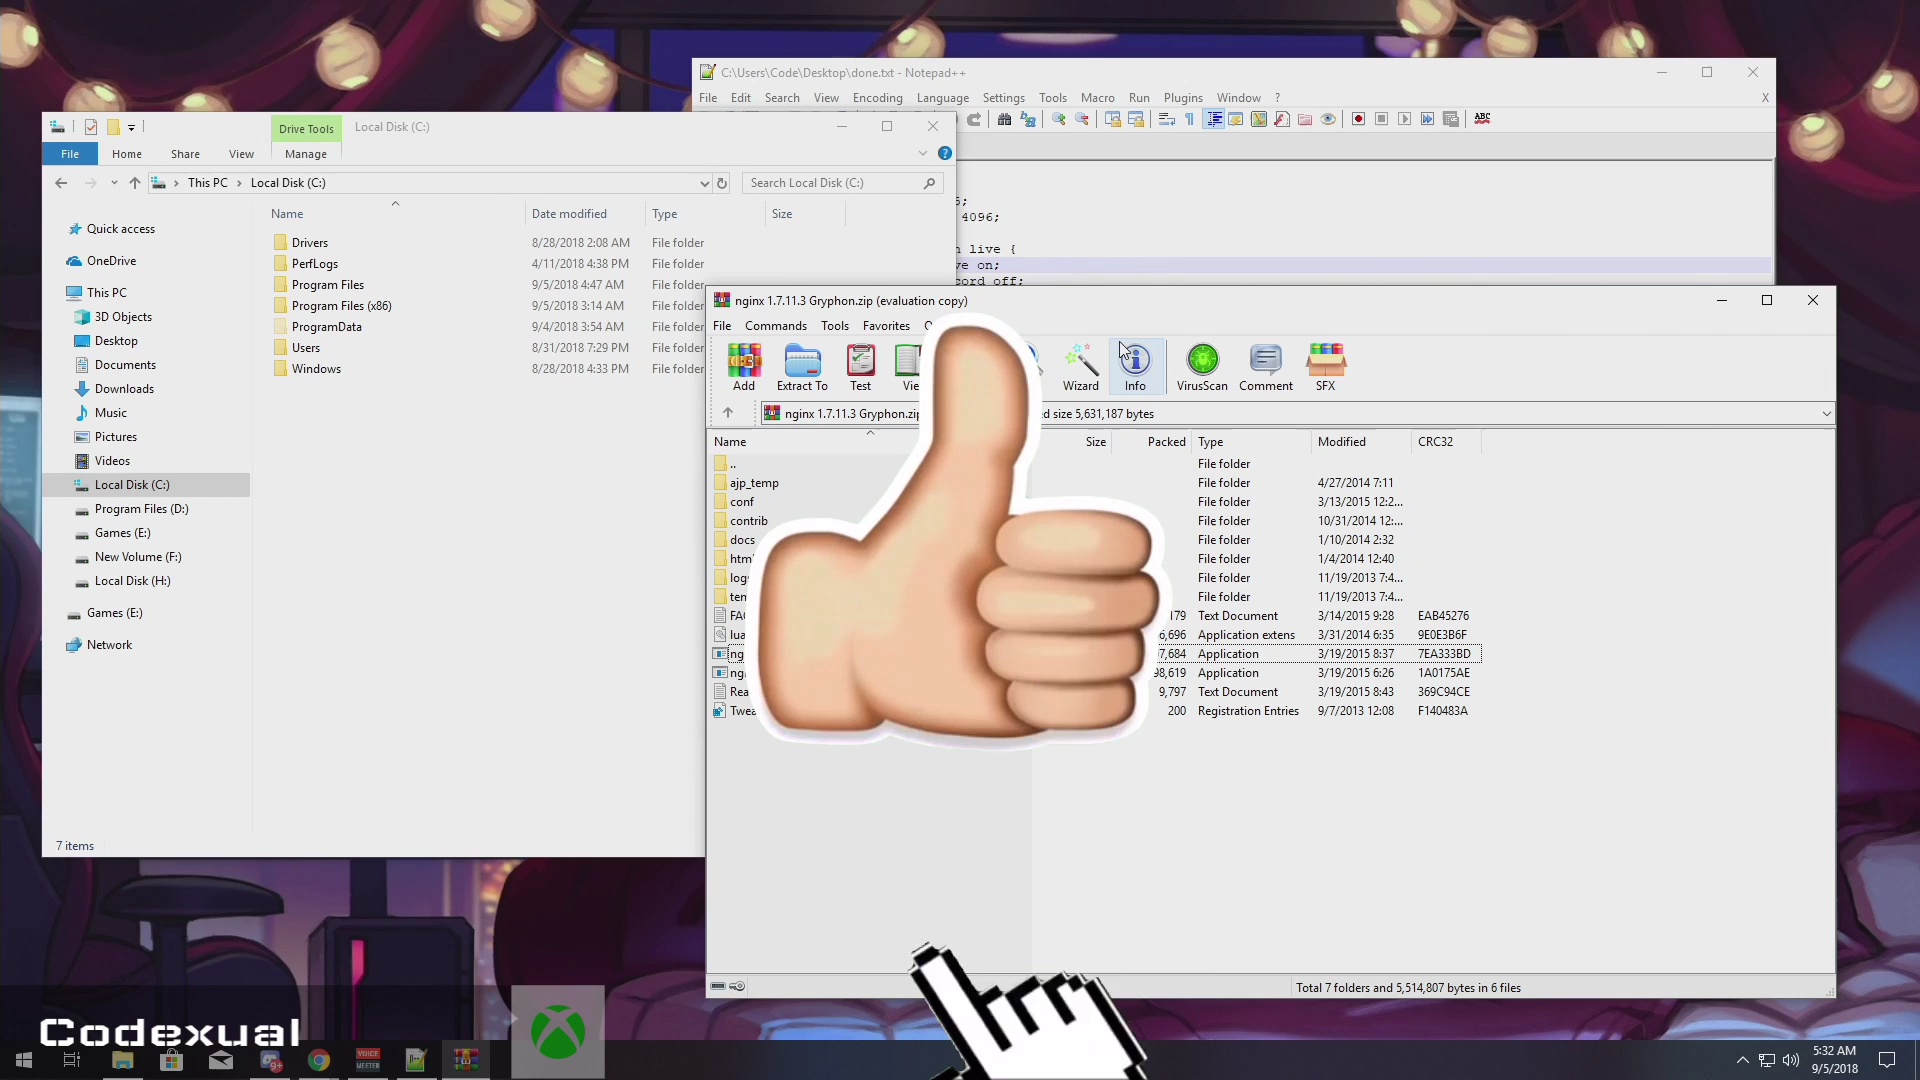 C:\Users\Code\Desktop\done.txt - Notepad++
File Edit Search View Encoding Language Settings Tools Macro Run Plugins Window ? X
ABC
Drive Tools
Local Disk (C:)
File Home Share View Manage
This PC Local Disk (C:)
Search Local Disk (C:)
Name Date modified Type Size
Quick access
OneDrive
This PC
3D Objects
Desktop
Documents
Downloads
Music
Pictures
Videos
Local Disk (C:)
Program Files (D:)
Games (E:)
New Volume (F:)
Local Disk (H:)
Games (E:)
Network
Drivers 8/28/2018 2:08 AM File folder
PerfLogs 4/11/2018 4:38 PM File folder
Program Files 9/5/2018 4:47 AM File folder
Program Files (x86) 9/5/2018 3:14 AM File folder
ProgramData 9/4/2018 3:54 AM File folder
Users 8/31/2018 7:29 PM File folder
Windows 8/28/2018 4:33 PM File folder
7 items
4096;
live {
on;
off;
nginx 1.7.11.3 Gryphon.zip (evaluation copy)
File Commands Tools Favorites
Add Extract To Test Wizard Info VirusScan Comment SFX
nginx 1.7.11.3 Gryphon.zip size 5,631,187 bytes
Name Size Packed Type Modified CRC32
.. File folder
ajp_temp File folder 4/27/2014 7:11
conf File folder 3/13/2015 12:2...
contrib File folder 10/31/2014 12:...
docs File folder 1/10/2014 2:32
File folder 1/4/2014 12:40
File folder 11/19/2013 7:4...
File folder 11/19/2013 7:4...
Text Document 3/14/2015 9:28 EAB45276
Application extens 3/31/2014 6:35 9E0E3B6F
Application 3/19/2015 8:37 7EA333BD
Application 3/19/2015 6:26 1A0175AE
9,797 Text Document 3/19/2015 8:43 369C94CE
200 Registration Entries 9/7/2013 12:08 F140483A
Total 7 folders and 5,514,807 bytes in 6 files
Codexual
9+
VOICE
MEETER
5:32 AM
9/5/2018